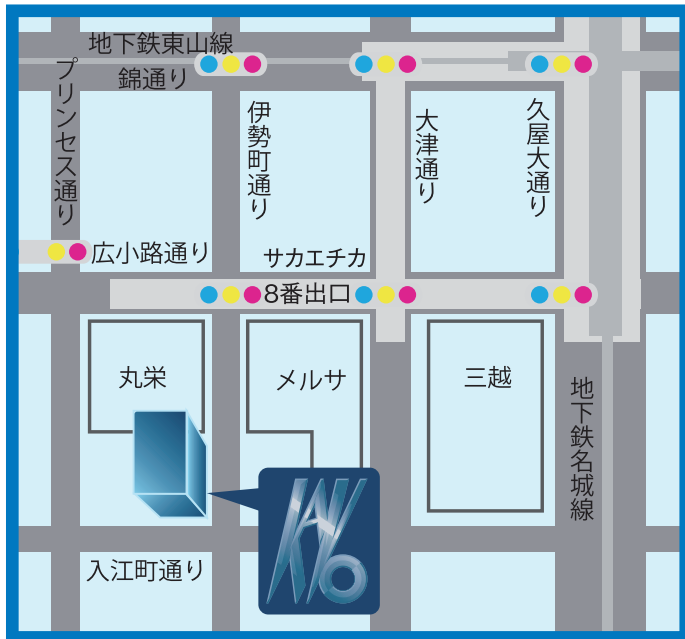 地下鉄東山線
錦通り
プリンセス通り
伊勢町通り
大津通り
久屋大通り
広小路通り
サカエチカ
8番出口
丸栄
メルサ
三越
地下鉄名城線
入江町通り